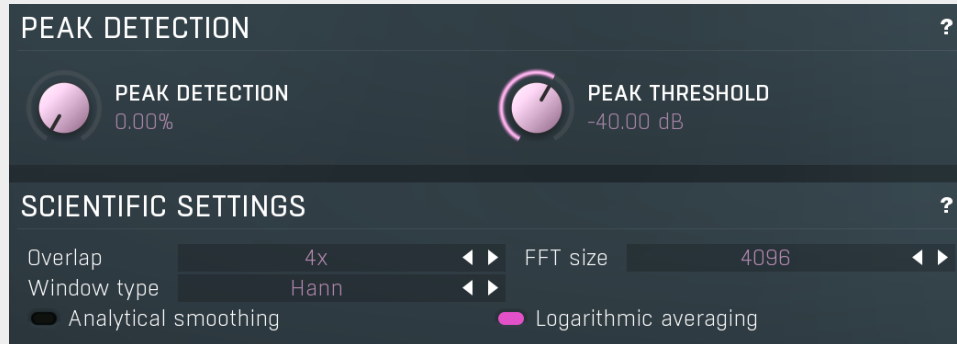 PEAK DETECTION ?
PEAK DETECTION PEAK THRESHOLD
0.00% -40.00 dB
SCIENTIFIC SETTINGS ?
Overlap 4x FFT size 4096
Window type Hann
Analytical smoothing Logarithmic averaging